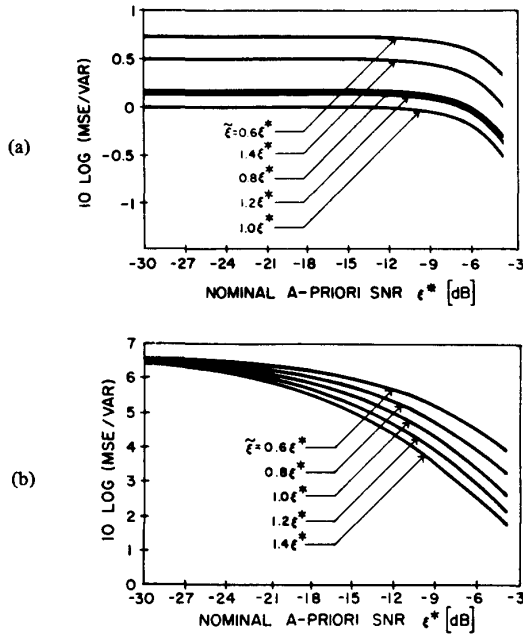 (a)
10 LOG (MSE/VAR)
1
0.5
0
-0.5
-1
ξ̃=0.6ξ*
1.4ξ*
0.8ξ*
1.2ξ*
1.0ξ*
-30 -27 -24 -21 -18 -15 -12 -9 -6 -3
NOMINAL A-PRIORI SNR ξ* [dB]
(b)
10 LOG (MSE/VAR)
7
6
5
4
3
2
1
0
ξ̃=0.6ξ*
0.8ξ*
1.0ξ*
1.2ξ*
1.4ξ*
-30 -27 -24 -21 -18 -15 -12 -9 -6 -3
NOMINAL A-PRIORI SNR ξ* [dB]